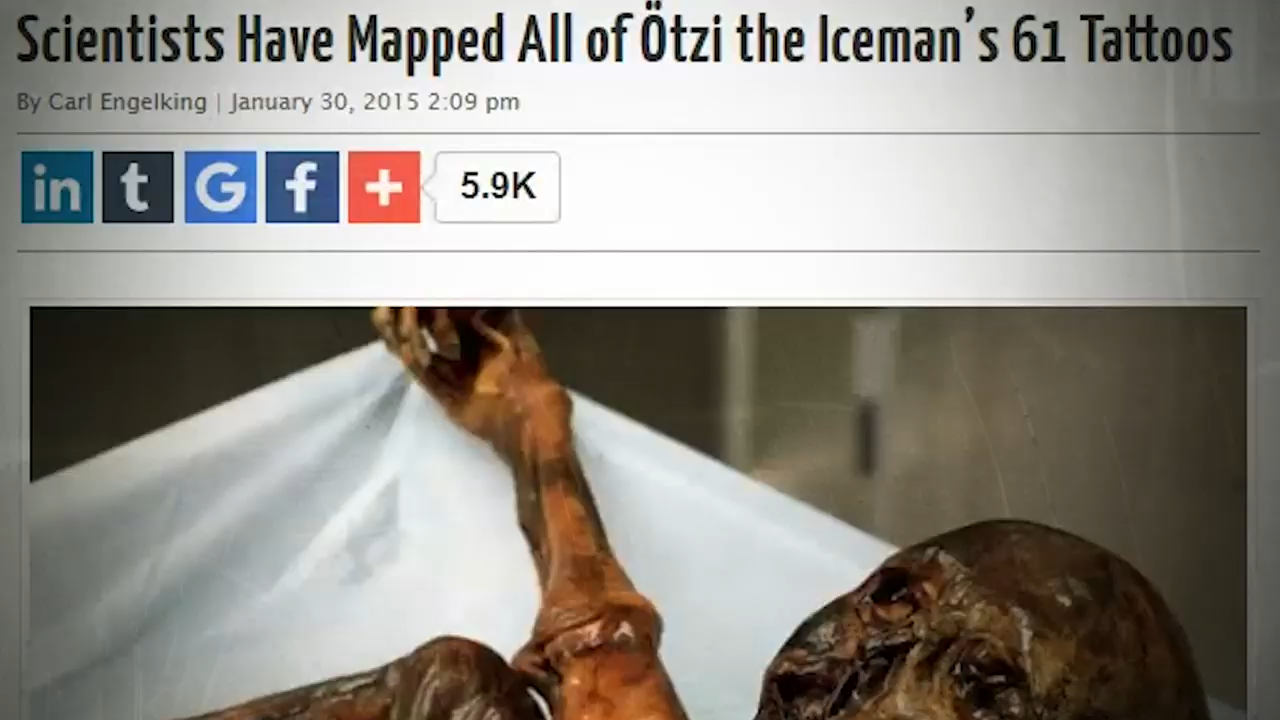 Scientists Have Mapped All of Ötzi the Iceman’s 61 Tattoos
By Carl Engelking | January 30, 2015 2:09 pm
in t G f + 5.9K